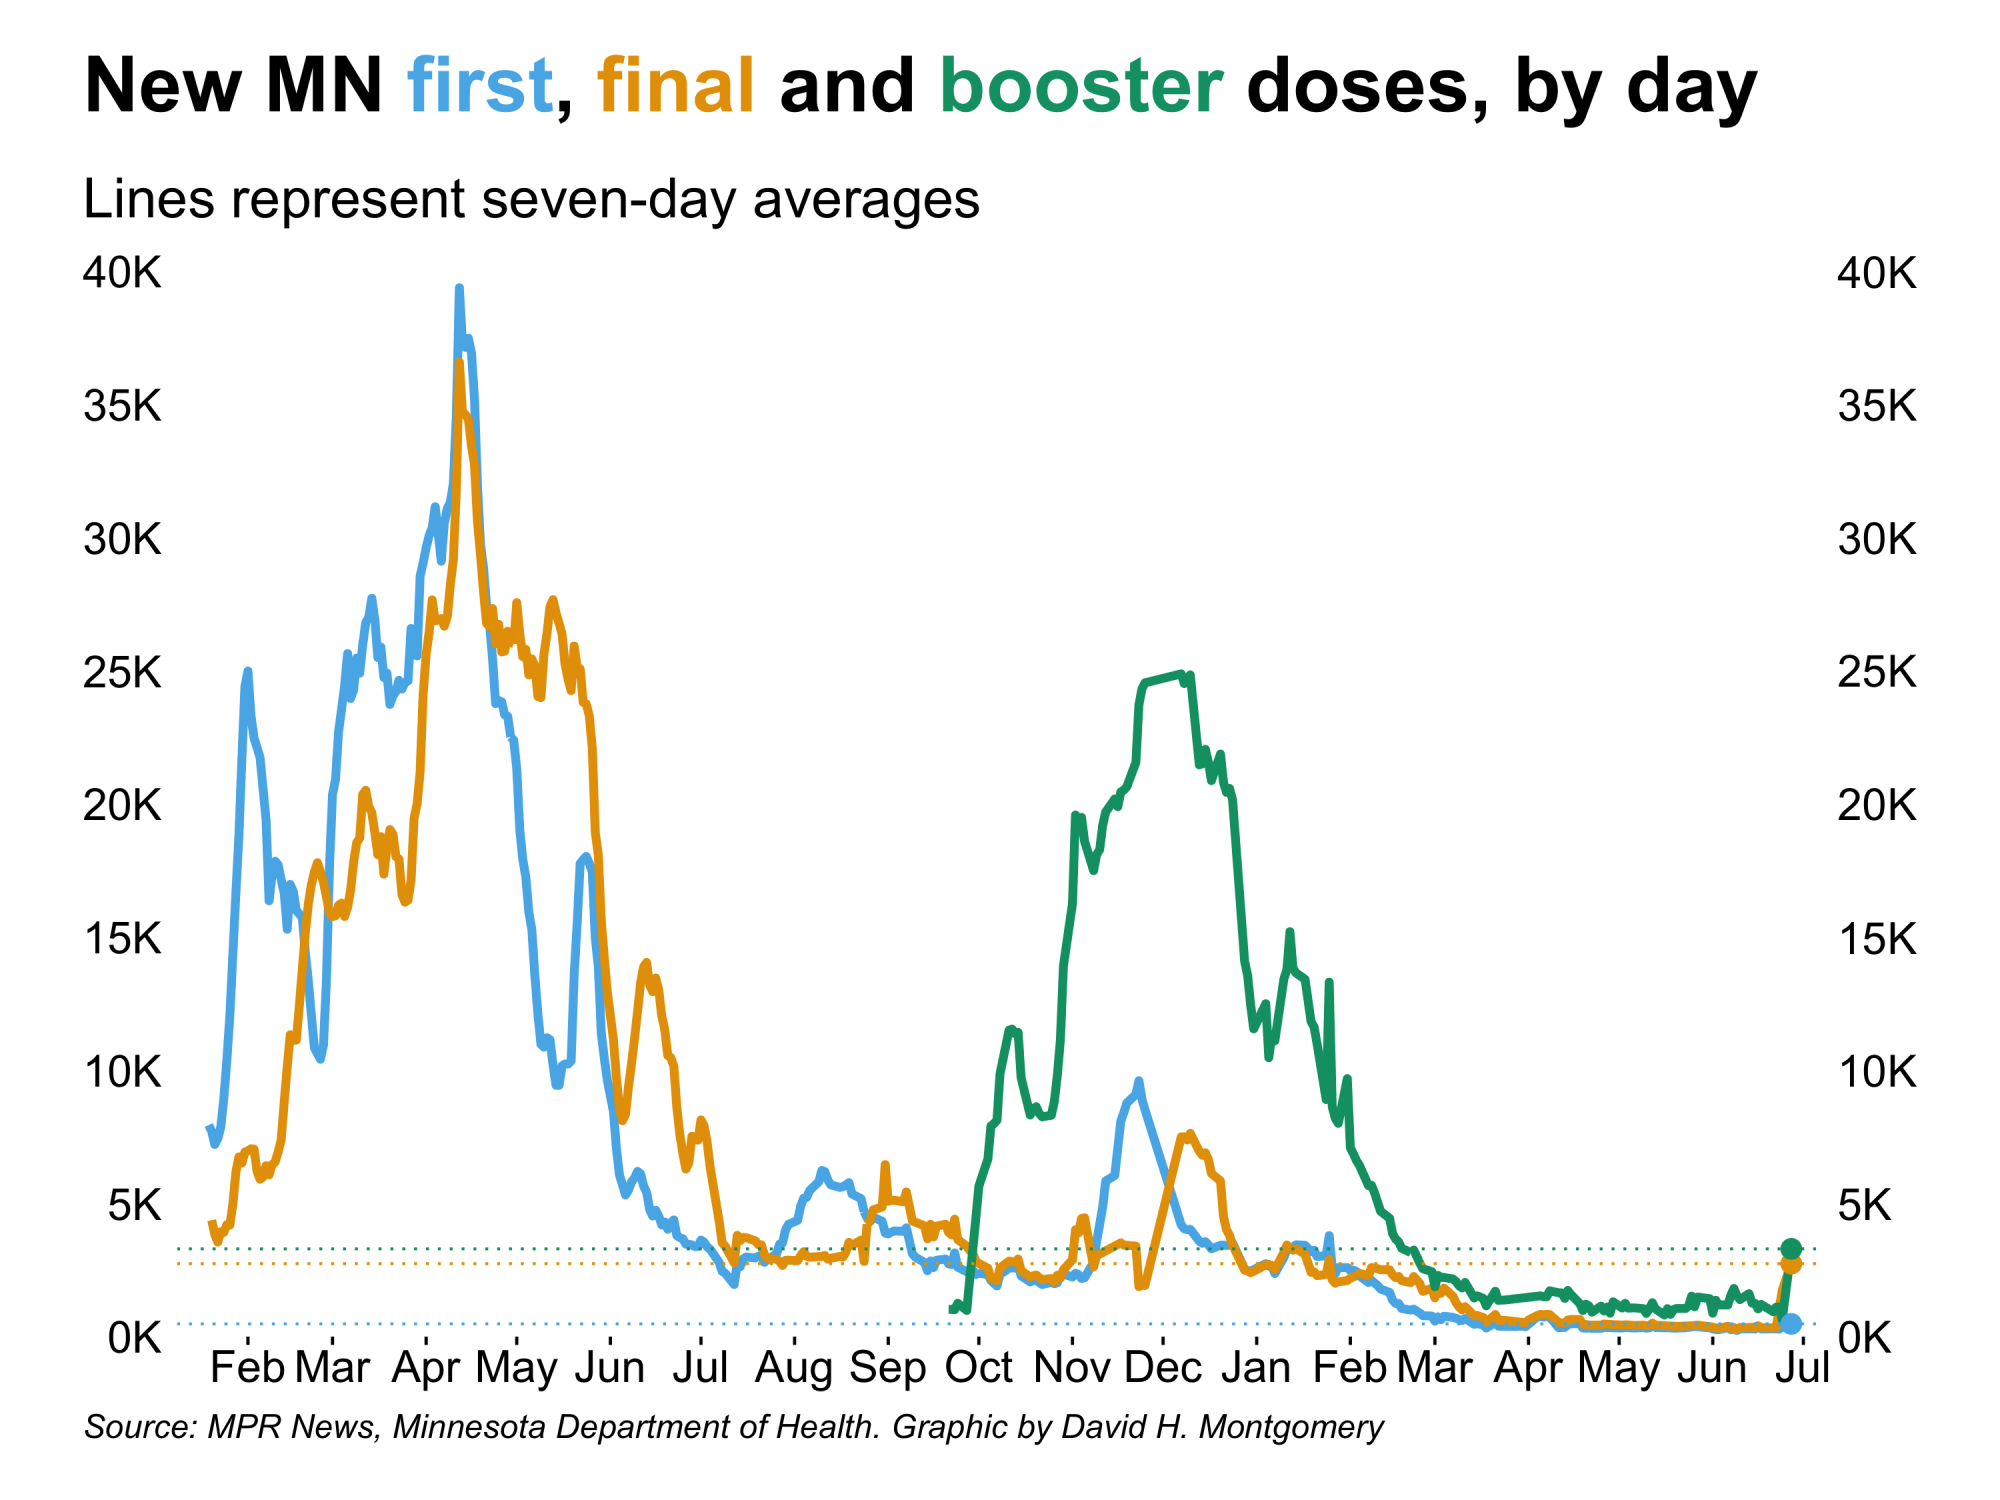 New MN first, final and booster doses, by day
Lines represent seven-day averages
40K 40K
35K 35K
30K 30K
25K 25K
20K 20K
15K 15K
10K 10K
5K 5K
0K 0K
Feb Mar Apr May Jun Jul Aug Sep Oct Nov Dec Jan Feb Mar Apr May Jun Jul
Source: MPR News, Minnesota Department of Health. Graphic by David H. Montgomery